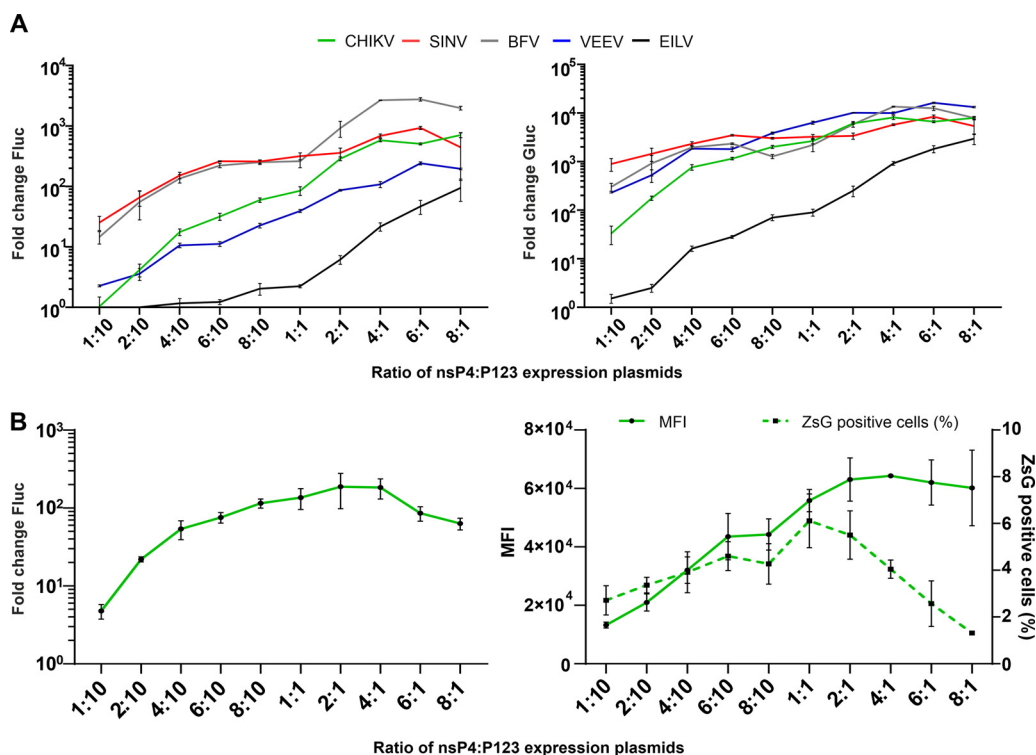 A
CHIKV SINV BFV VEEV EILV
Fold change Fluc
10^4
10^3
10^2
10^1
10^0
1:10 2:10 4:10 6:10 8:10 1:1 2:1 4:1 6:1 8:1
Fold change Gluc
10^5
10^4
10^3
10^2
10^1
10^0
1:10 2:10 4:10 6:10 8:10 1:1 2:1 4:1 6:1 8:1
Ratio of nsP4:P123 expression plasmids
B
Fold change Fluc
10^3
10^2
10^1
10^0
1:10 2:10 4:10 6:10 8:10 1:1 2:1 4:1 6:1 8:1
MFI ZsG positive cells (%)
MFI
8×10^4
6×10^4
4×10^4
2×10^4
0
10
8
6
4
2
0
ZsG positive cells (%)
1:10 2:10 4:10 6:10 8:10 1:1 2:1 4:1 6:1 8:1
Ratio of nsP4:P123 expression plasmids